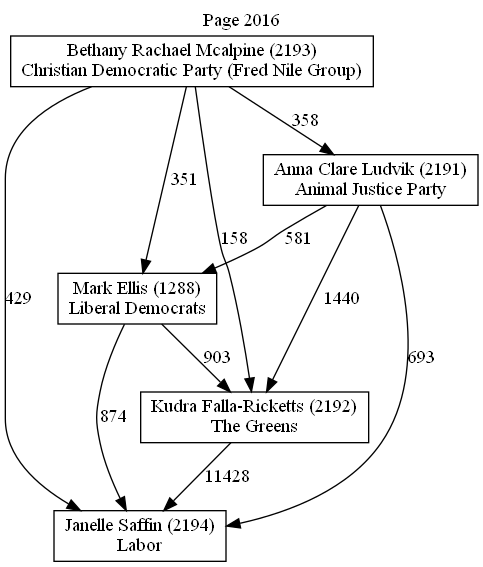 Page 2016
Bethany Rachael Mcalpine (2193)
Christian Democratic Party (Fred Nile Group)
358
Anna Clare Ludvik (2191)
Animal Justice Party
351
158
581
Mark Ellis (1288)
Liberal Democrats
429
1440
903
693
Kudra Falla-Ricketts (2192)
The Greens
874
11428
Janelle Saffin (2194)
Labor